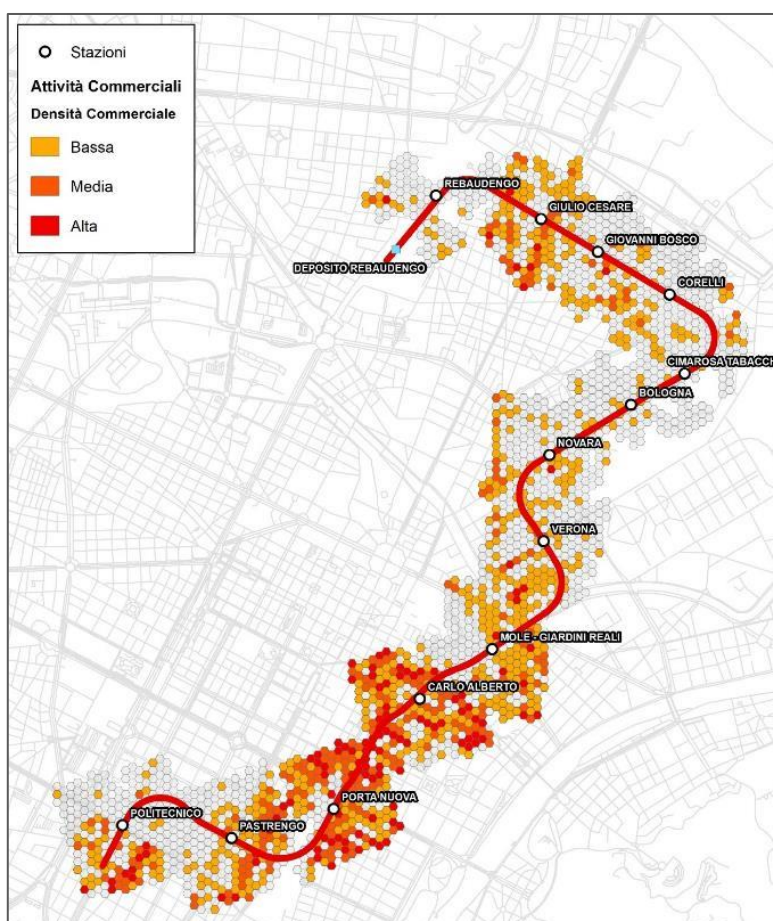 Stazioni
Attività Commerciali
Densità Commerciale
Bassa
Media
Alta
REBAUDENGO
GIULIO CESARE
GIOVANNI BOSCO
DEPOSITO REBAUDENGO
CORELLI
CIMAROSA TABACCHI
BOLOGNA
NOVARA
VERONA
MOLE - GIARDINI REALI
CARLO ALBERTO
PORTA NUOVA
POLITECNICO
PASTRENGO